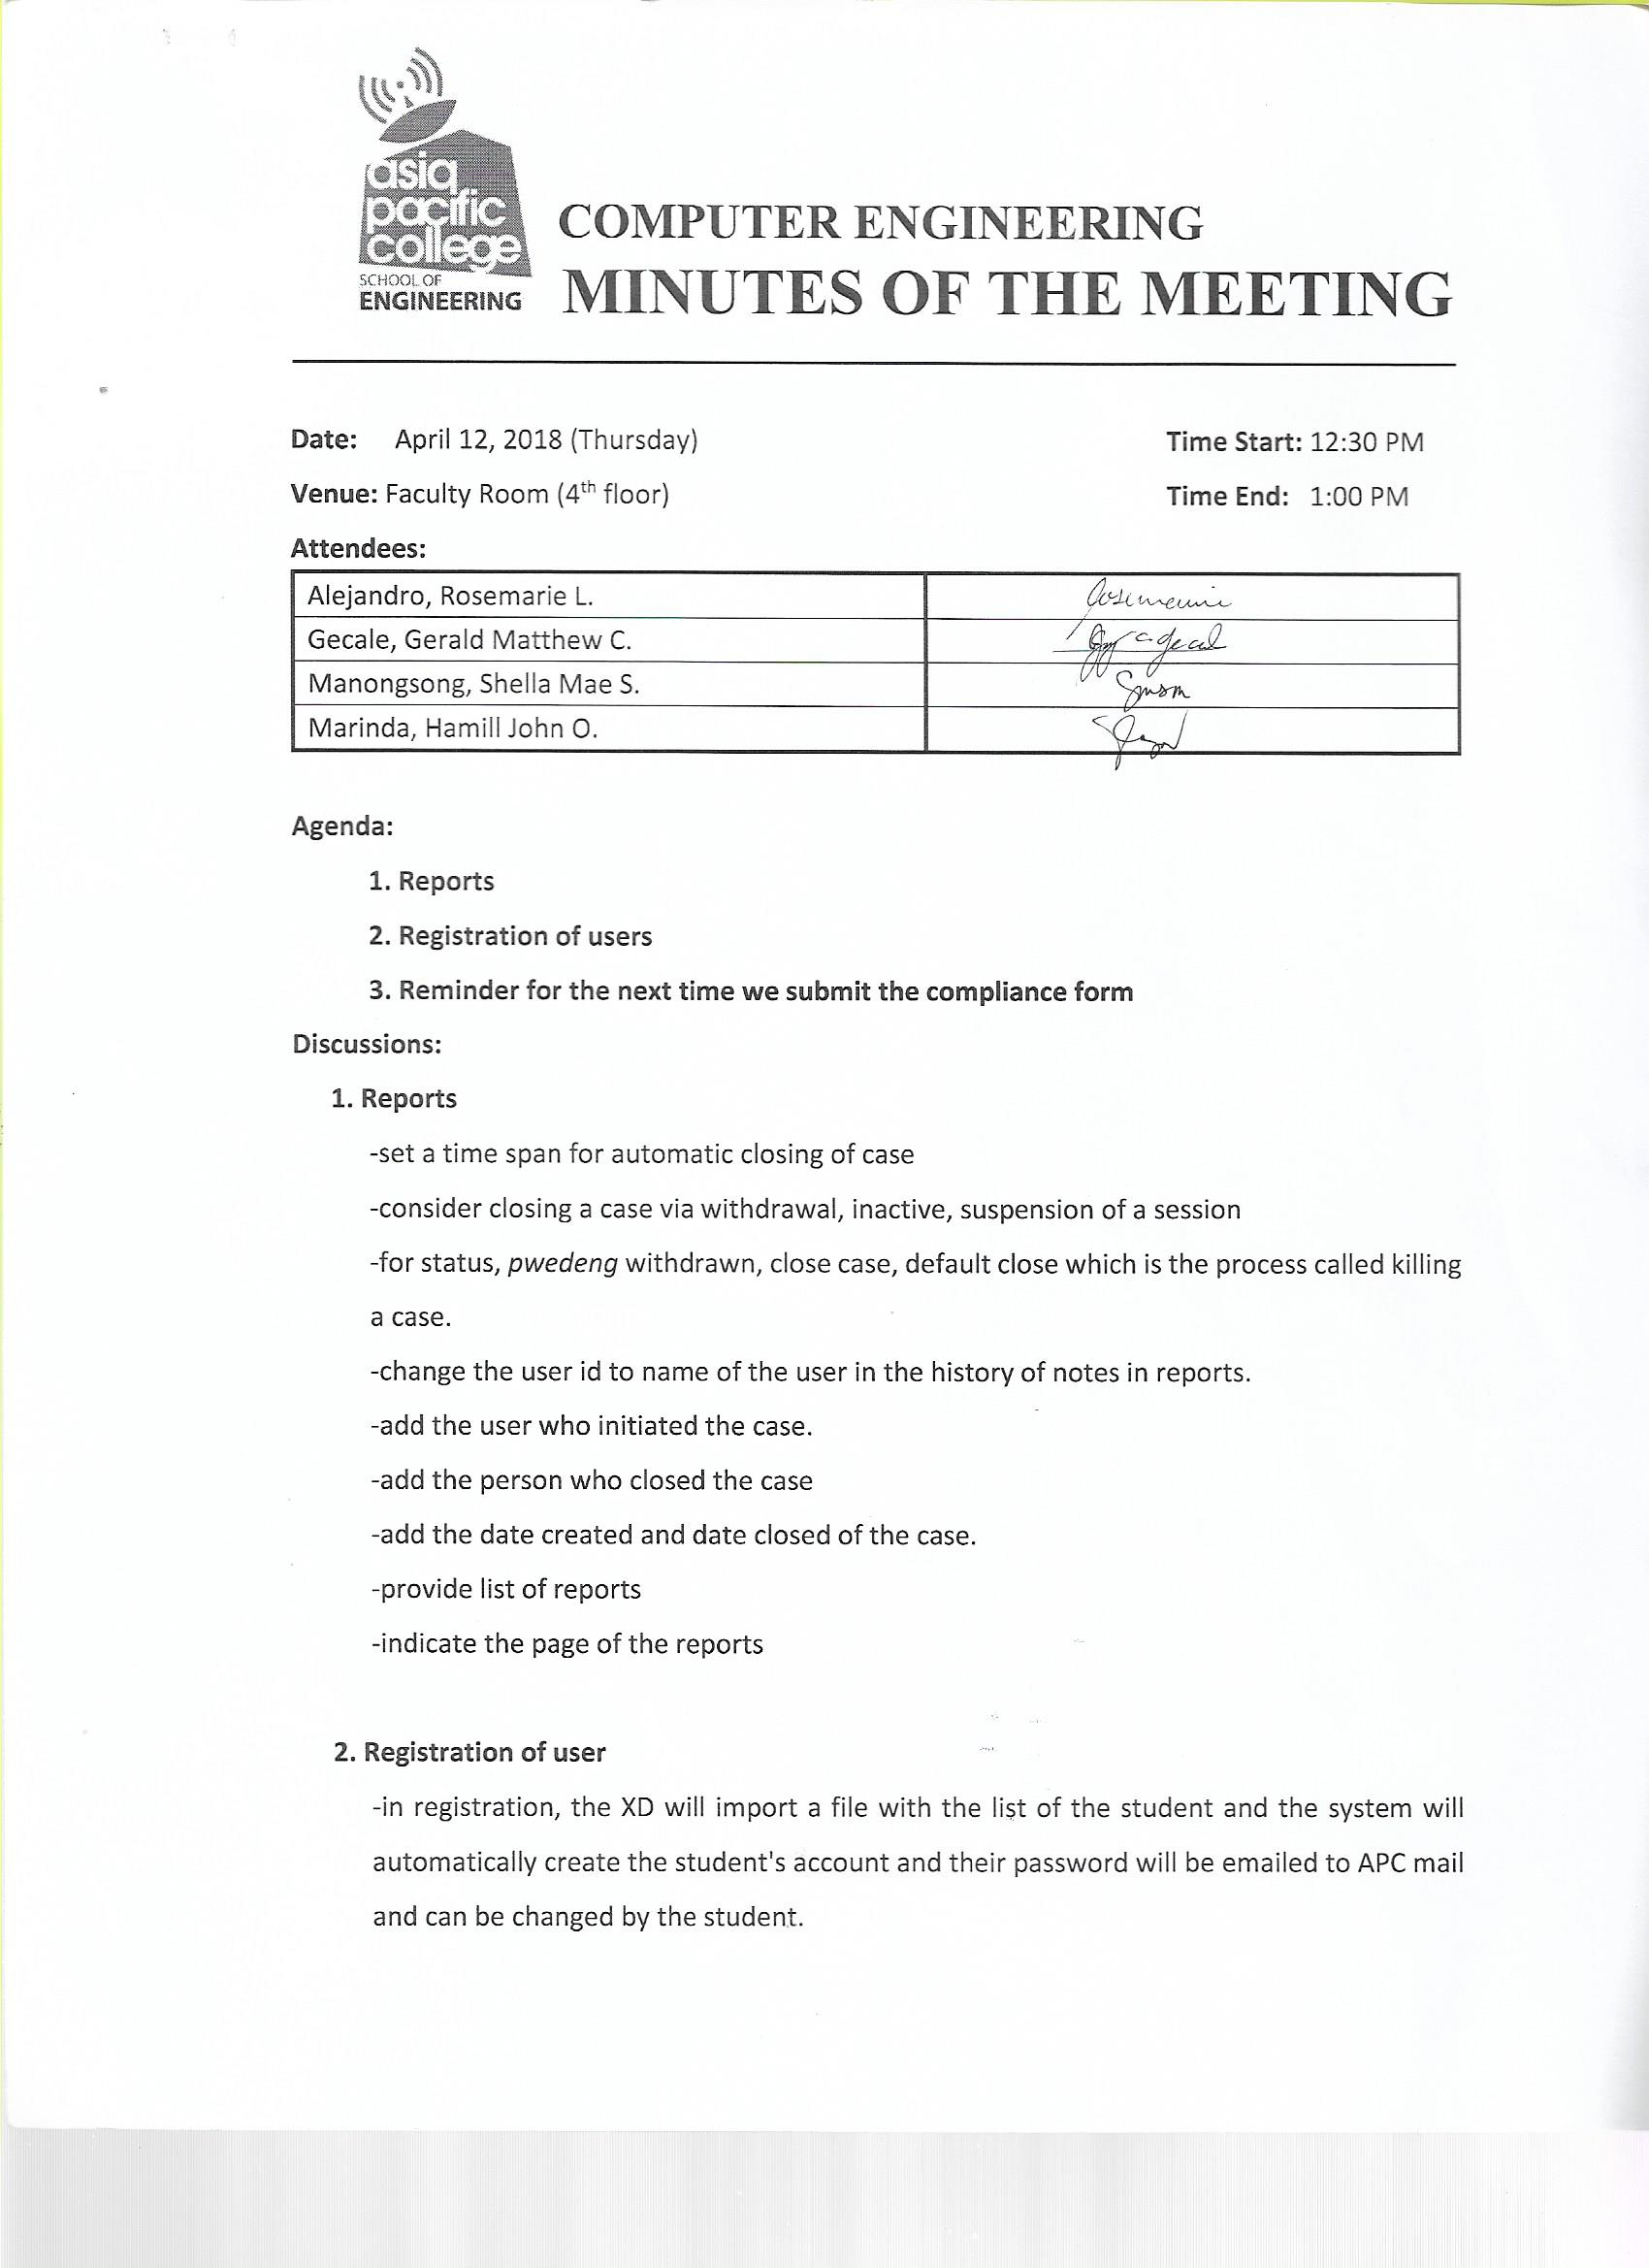 asia
pacific
college
SCHOOL OF
ENGINEERING
COMPUTER ENGINEERING
MINUTES OF THE MEETING
Date: April 12, 2018 (Thursday) Time Start: 12:30 PM
Venue: Faculty Room (4th floor) Time End: 1:00 PM
Attendees:
Alejandro, Rosemarie L. Rosemarie
Gecale, Gerald Matthew C.
Manongsong, Shella Mae S. Smsm
Marinda, Hamill John O.
Agenda:
1. Reports
2. Registration of users
3. Reminder for the next time we submit the compliance form
Discussions:
1. Reports
-set a time span for automatic closing of case
-consider closing a case via withdrawal, inactive, suspension of a session
-for status, pwedeng withdrawn, close case, default close which is the process called killing
a case.
-change the user id to name of the user in the history of notes in reports.
-add the user who initiated the case.
-add the person who closed the case
-add the date created and date closed of the case.
-provide list of reports
-indicate the page of the reports
2. Registration of user
-in registration, the XD will import a file with the list of the student and the system will
automatically create the student's account and their password will be emailed to APC mail
and can be changed by the student.